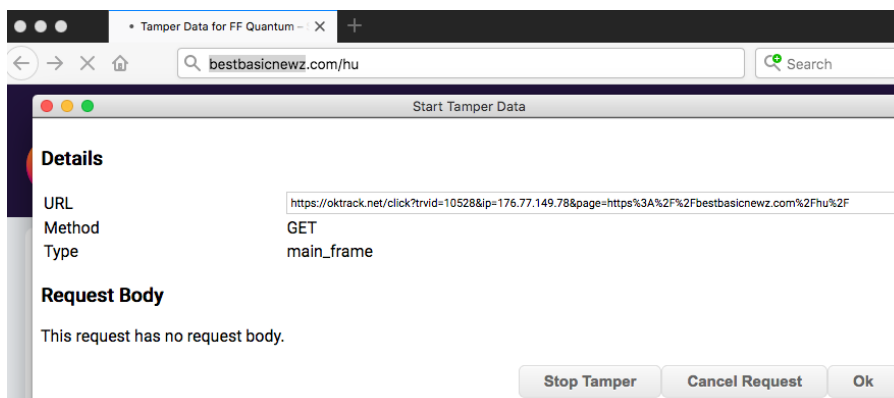 • Tamper Data for FF Quantum –
bestbasicnewz.com/hu
Search
Start Tamper Data
Details
URL https://oktrack.net/click?trvid=10528&ip=176.77.149.78&page=https%3A%2F%2Fbestbasicnewz.com%2Fhu%2F
Method GET
Type main_frame
Request Body
This request has no request body.
Stop Tamper Cancel Request Ok